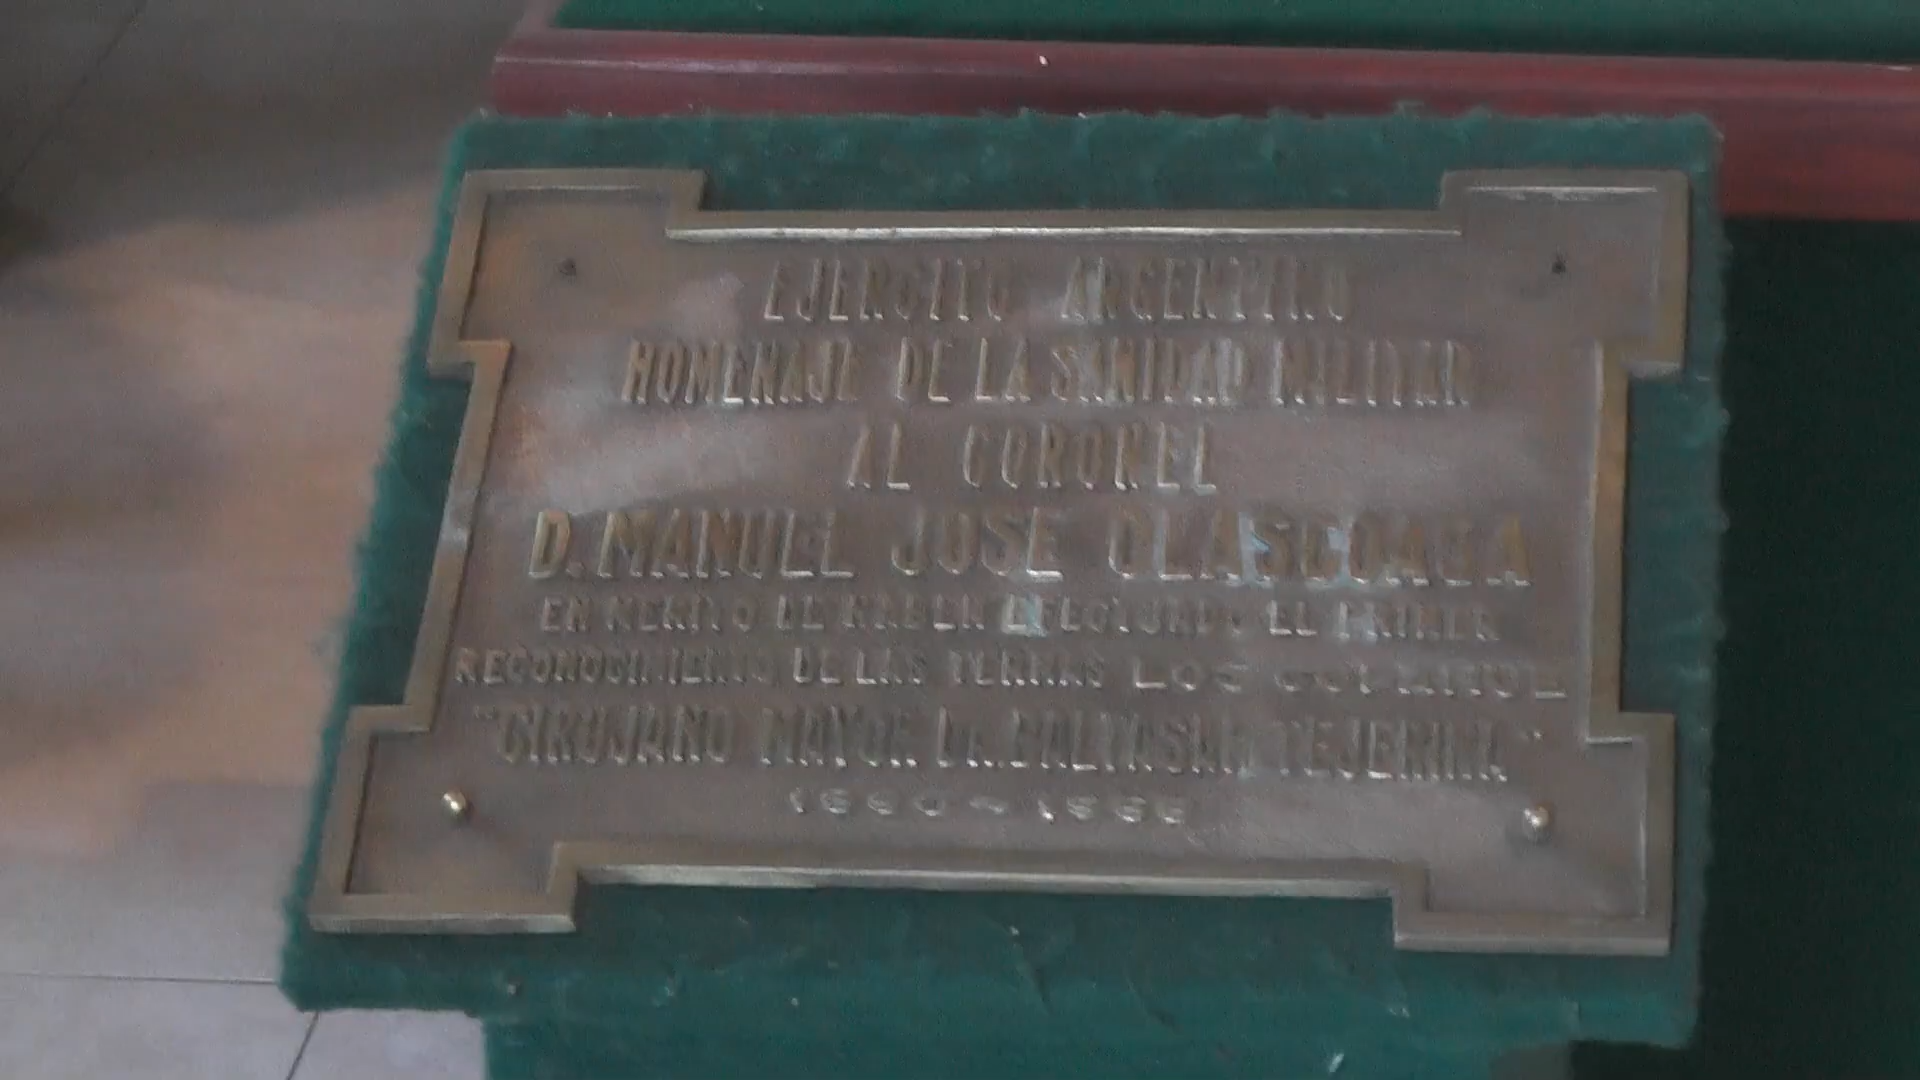 EJERCITO ARGENTINO
HOMENAJE DE LA SANIDAD MILITAR
AL CORONEL
D. MANUEL JOSE OLASCOAGA
EN MERITO DE HABER EFECTUADO EL PRIMER
RECONOCIMIENTO DE LAS TERMAS LOS
"CIRUJANO MAYOR Dr. BALTASAR TEJERINA"